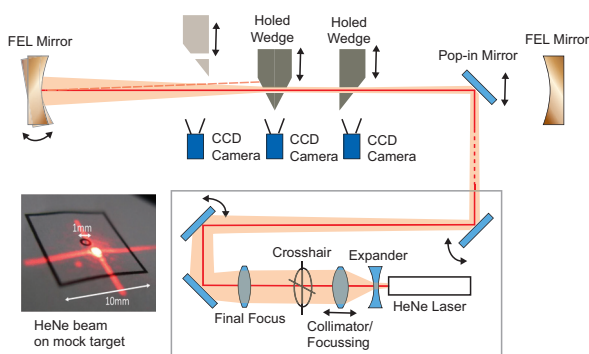 FEL Mirror
Holed
Wedge
Holed
Wedge
Pop-in Mirror
FEL Mirror
CCD
Camera
CCD
Camera
CCD
Camera
1mm
10mm
HeNe beam
on mock target
Crosshair
Expander
Final Focus
Collimator/
Focussing
HeNe Laser